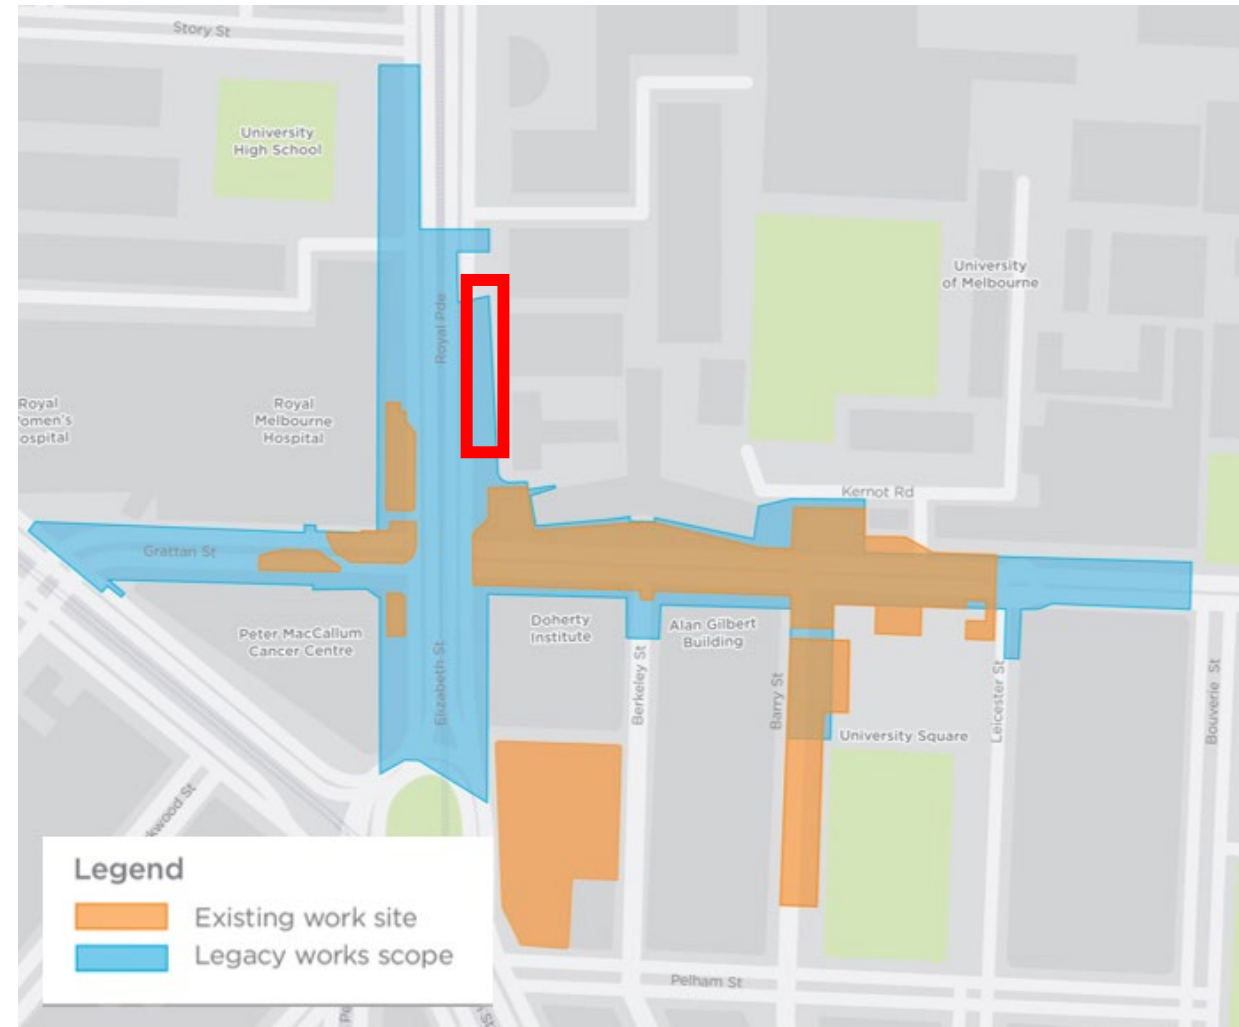 Story St
University
High School
University
of Melbourne
Royal Pde
Royal
Royal
Melbourne
Hospital
Kernot Rd
Grattan St
Doherty
Institute
Alan Gilbert
Building
Peter MacCallum
Cancer Centre
Elizabeth St
Berkeley St
Barry St
Leicester St
Bouverie St
University Square
Pelham St
Legend
Existing work site
Legacy works scope